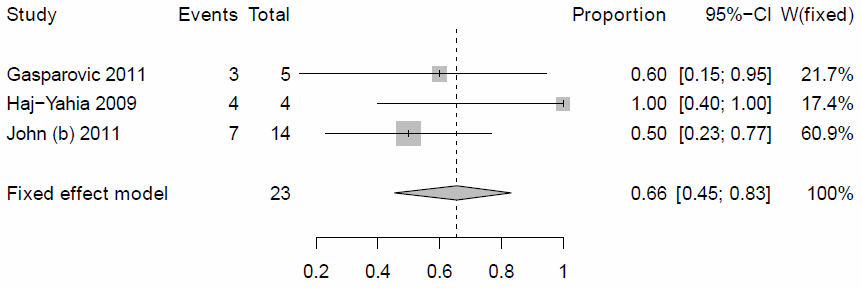 Study Events Total Proportion 95%−CI W(fixed)
Gasparovic 2011 3 5 0.60 [0.15; 0.95] 21.7%
Haj−Yahia 2009 4 4 1.00 [0.40; 1.00] 17.4%
John (b) 2011 7 14 0.50 [0.23; 0.77] 60.9%
Fixed effect model 23 0.66 [0.45; 0.83] 100%
0.2 0.4 0.6 0.8 1